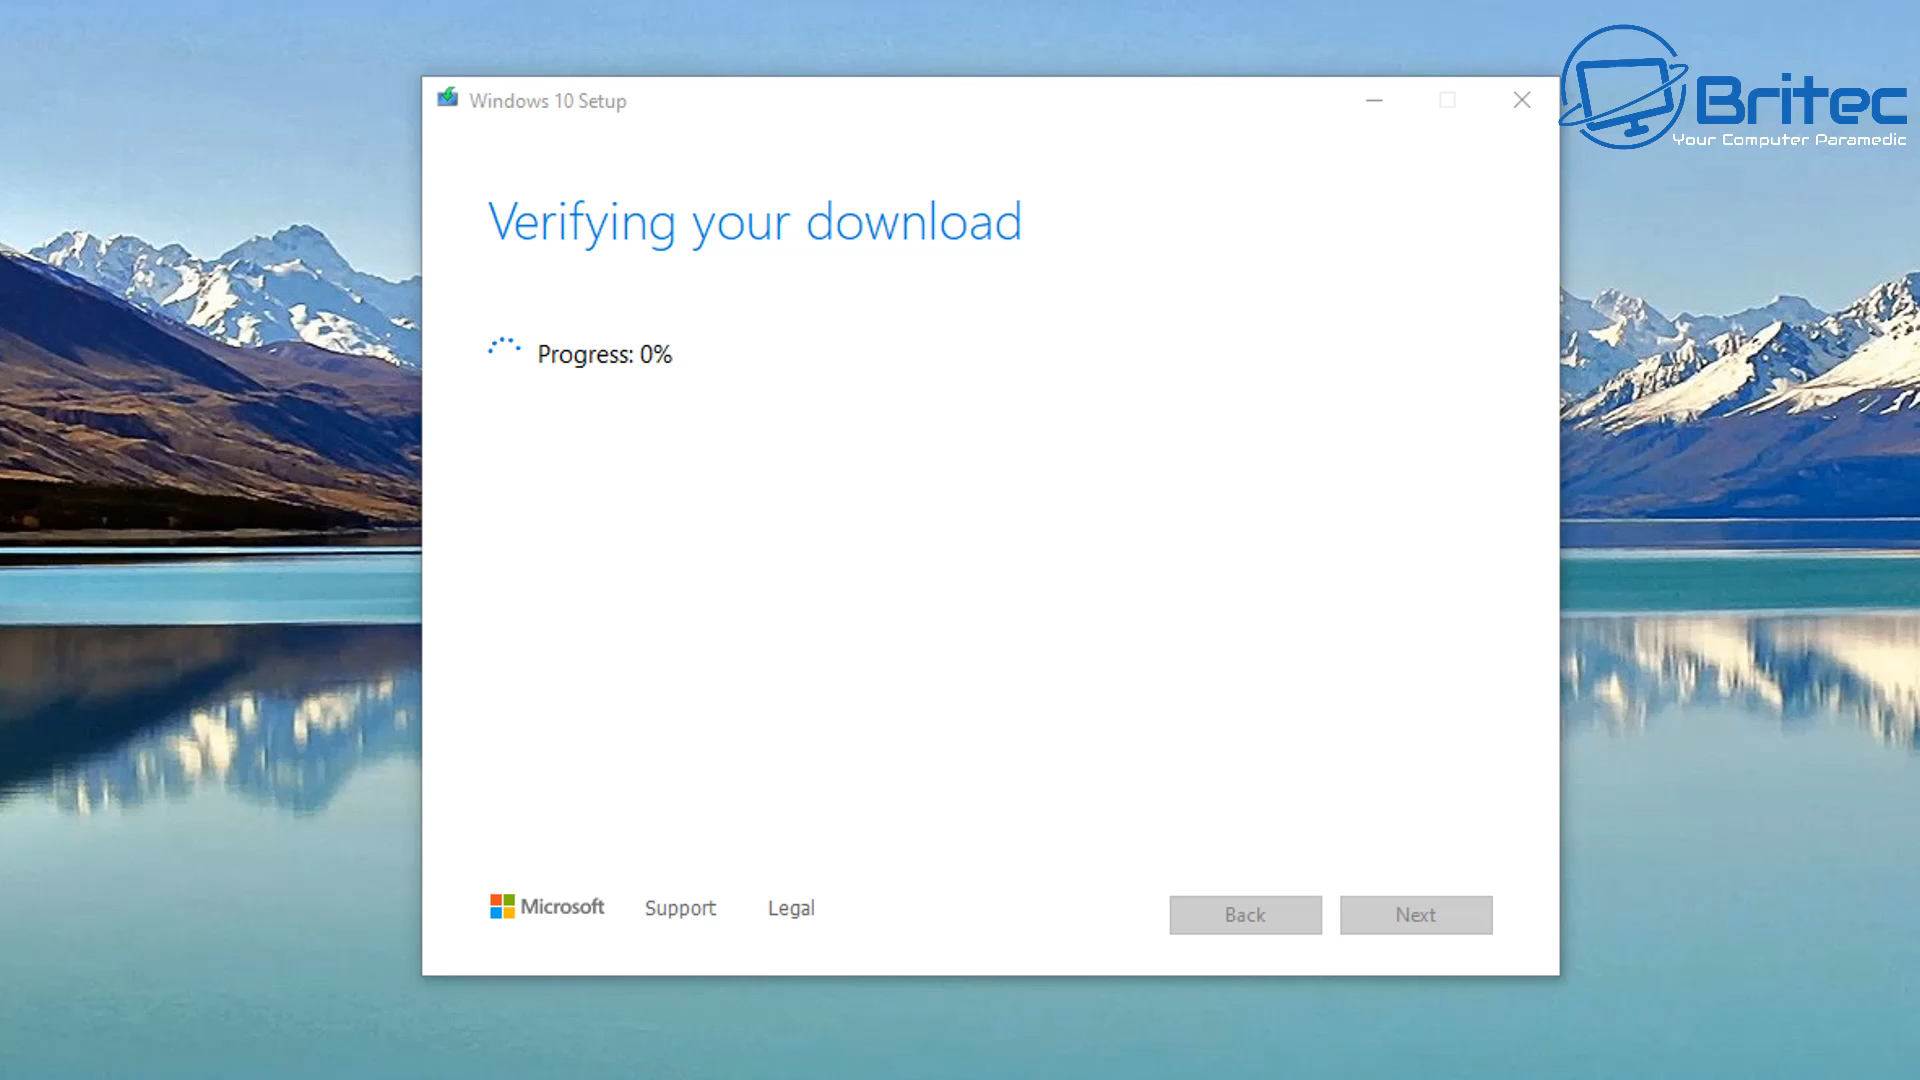 Windows 10 Setup
Britec
Your Computer Paramedic
Verifying your download
Progress: 0%
Microsoft
Support
Legal
Back
Next